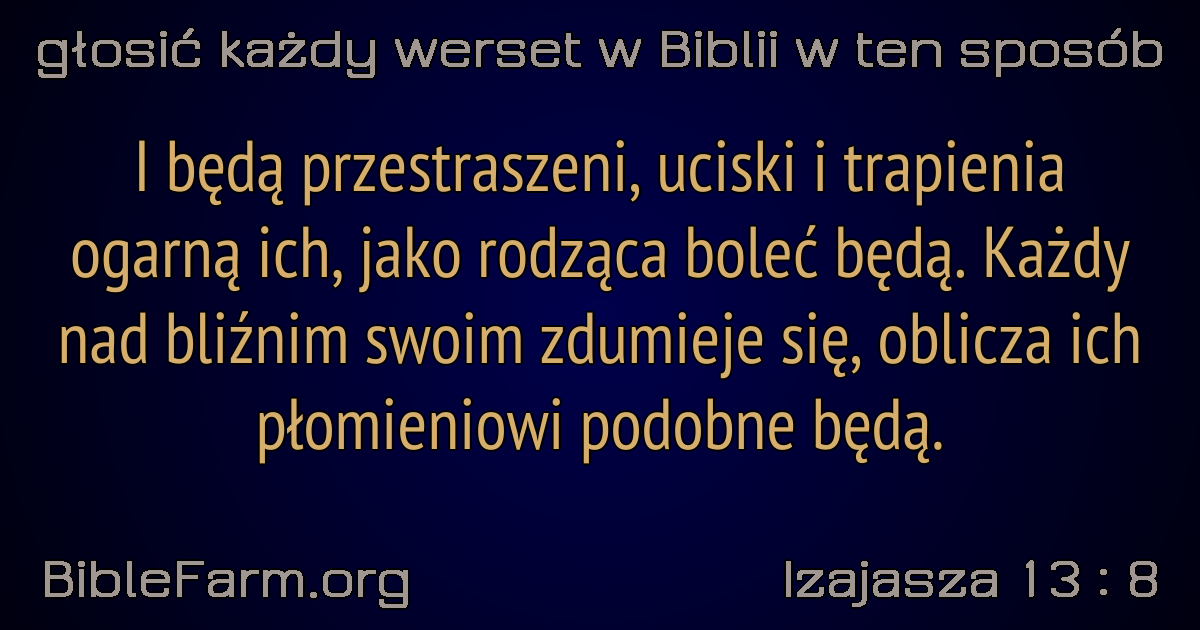 głosić każdy werset w Biblii w ten sposób
I będą przestraszeni, uciski i trapienia
ogarną ich, jako rodząca boleć będą. Każdy
nad bliźnim swoim zdumieje się, oblicza ich
płomieniowi podobne będą.
BibleFarm.org
Izajasza 13 : 8